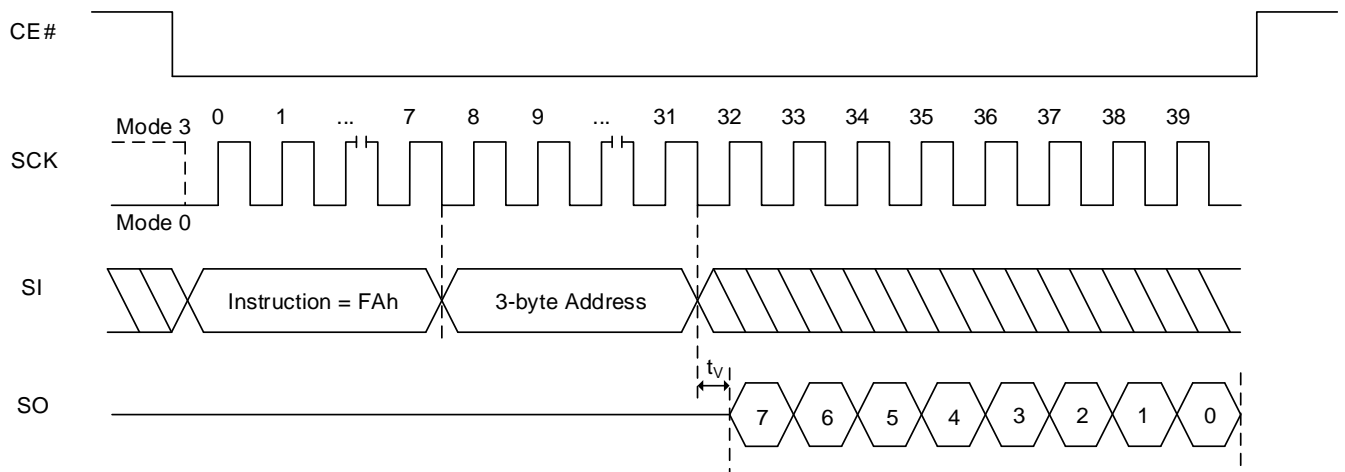 CE#
Mode 3
0 1 ... 7 8 9 ... 31 32 33 34 35 36 37 38 39
SCK
Mode 0
SI
Instruction = FAh
3-byte Address
tV
SO
7 6 5 4 3 2 1 0